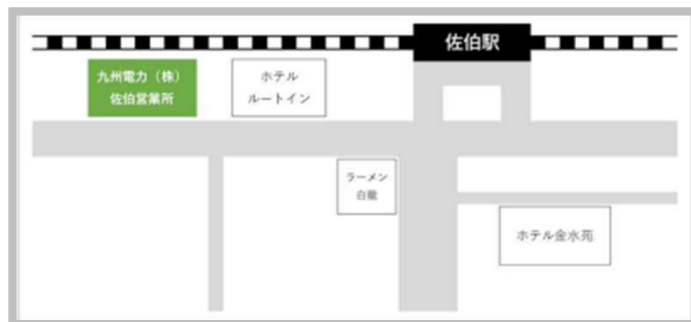 佐伯駅
九州電力（株）
佐伯営業所
ホテル
ルートイン
ラーメン
白龍
ホテル金水苑